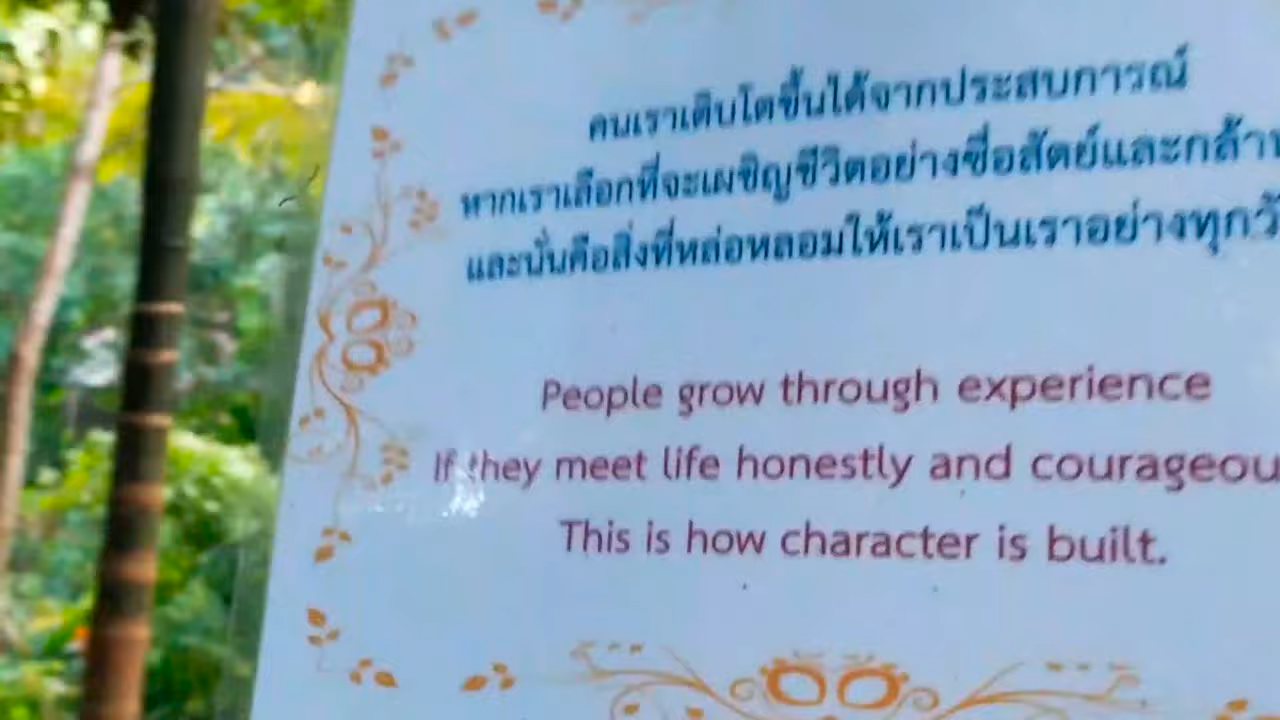 คนเราเติบโตขึ้นได้จากประสบการณ์
หากเราเลือกที่จะเผชิญชีวิตอย่างซื่อสัตย์และกล้า
และนั่นคือสิ่งที่หล่อหลอมให้เราเป็นเราอย่างทุก
People grow through experience
If they meet life honestly and courageou
This is how character is built.